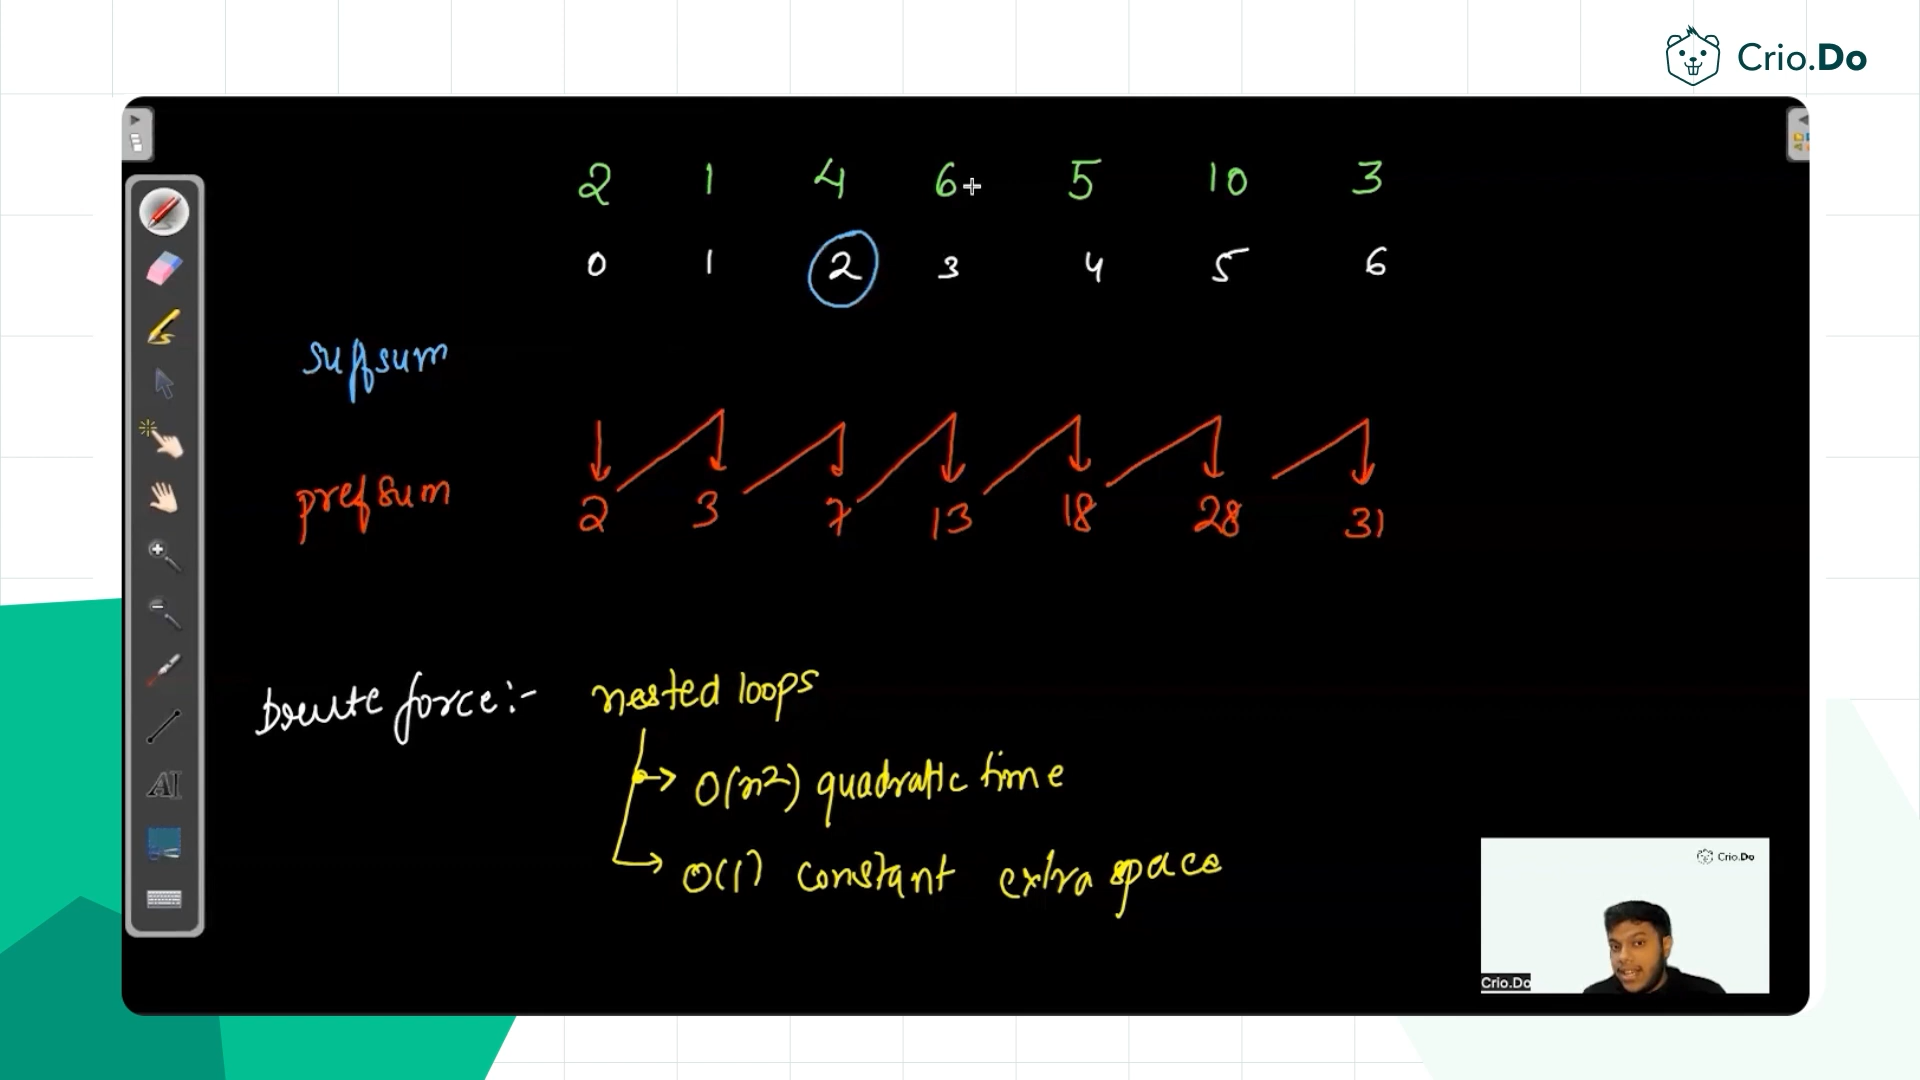 Crio.Do
2 1 4 6 5 10 3
0 1 2 3 4 5 6
suffsum
prefsum 2 3 7 13 18 28 31
brute force:- nested loops
O(n2) quadratic time
O(1) constant extra space
Crio.Do
Crio.Do
AI